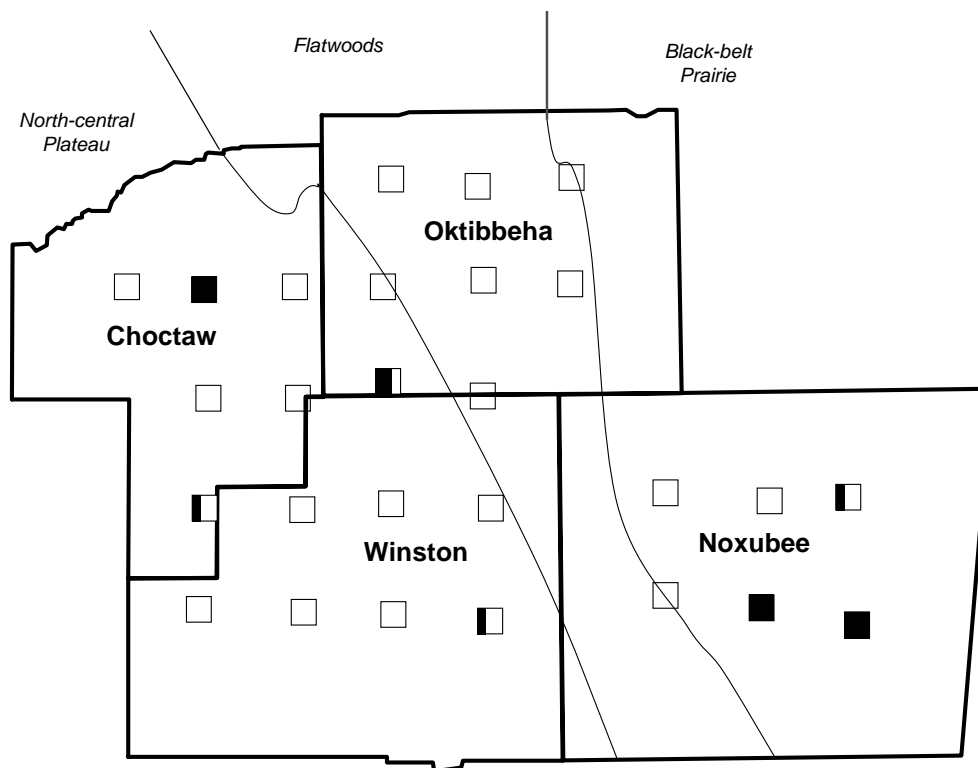 Flatwoods
Black-belt
Prairie
North-central
Plateau
Oktibbeha
Choctaw
Winston
Noxubee